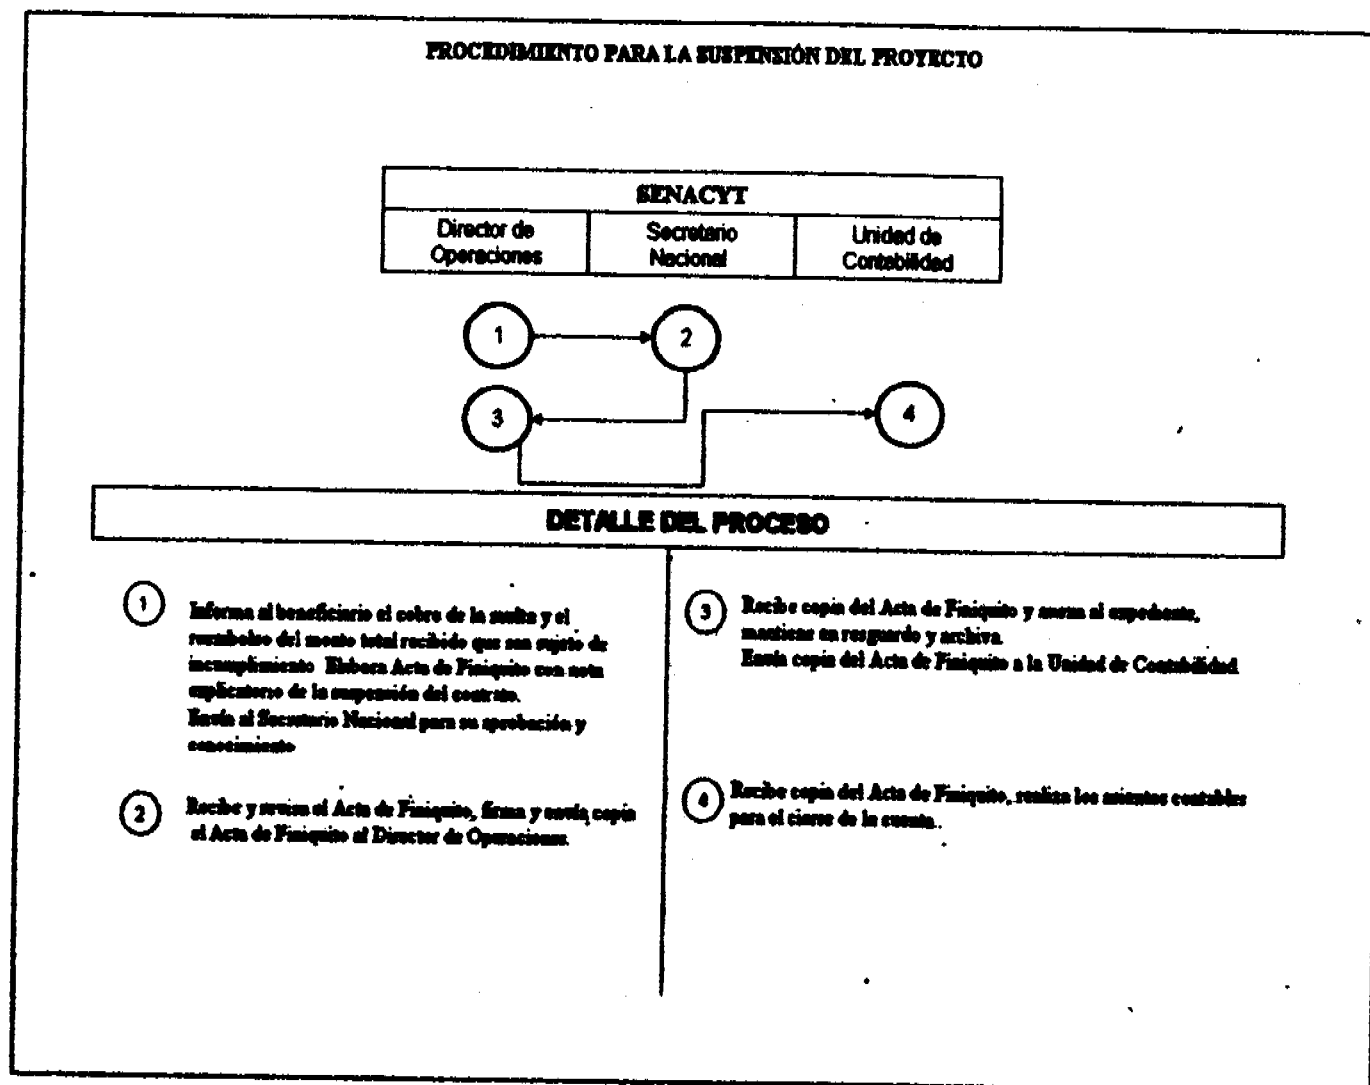 PROCEDIMIENTO PARA LA SUSPENSIÓN DEL PROYECTO
SENACYT
Director de Operaciones
Secretario Nacional
Unidad de Contabilidad
1
2
3
4
DETALLE DEL PROCESO
1
Informa al beneficiario el cobro de la multa y el
reembolso del monto total recibido que son sujeto de
incumplimiento Elabora Acta de Finiquito con nota
explicatorio de la suspensión del contrato.
Envía al Secretario Nacional para su aprobación y
conocimiento
2
Recibe y revisa el Acta de Finiquito, firma y envía copia
el Acta de Finiquito al Director de Operaciones.
3
Recibe copia del Acta de Finiquito y anexa al expediente,
mantiene en resguardo y archiva.
Envía copia del Acta de Finiquito a la Unidad de Contabilidad
4
Recibe copia del Acta de Finiquito, realiza los asientos contables
para el cierre de la cuenta.